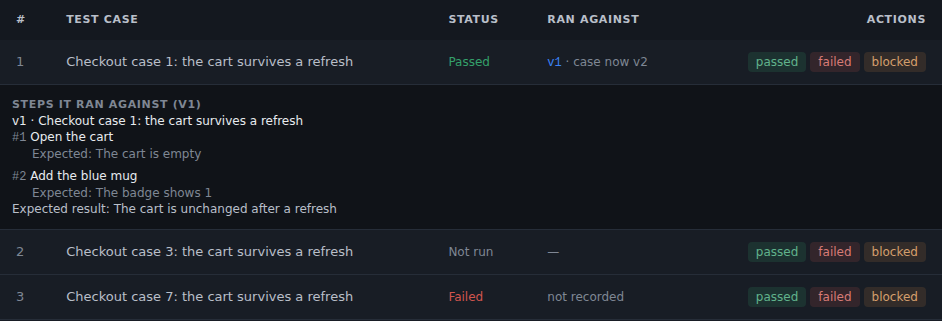 # TEST CASE STATUS RAN AGAINST ACTIONS
1 Checkout case 1: the cart survives a refresh Passed v1 · case now v2 passed failed blocked
STEPS IT RAN AGAINST (V1)
v1 · Checkout case 1: the cart survives a refresh
#1 Open the cart
Expected: The cart is empty
#2 Add the blue mug
Expected: The badge shows 1
Expected result: The cart is unchanged after a refresh
2 Checkout case 3: the cart survives a refresh Not run — passed failed blocked
3 Checkout case 7: the cart survives a refresh Failed not recorded passed failed blocked